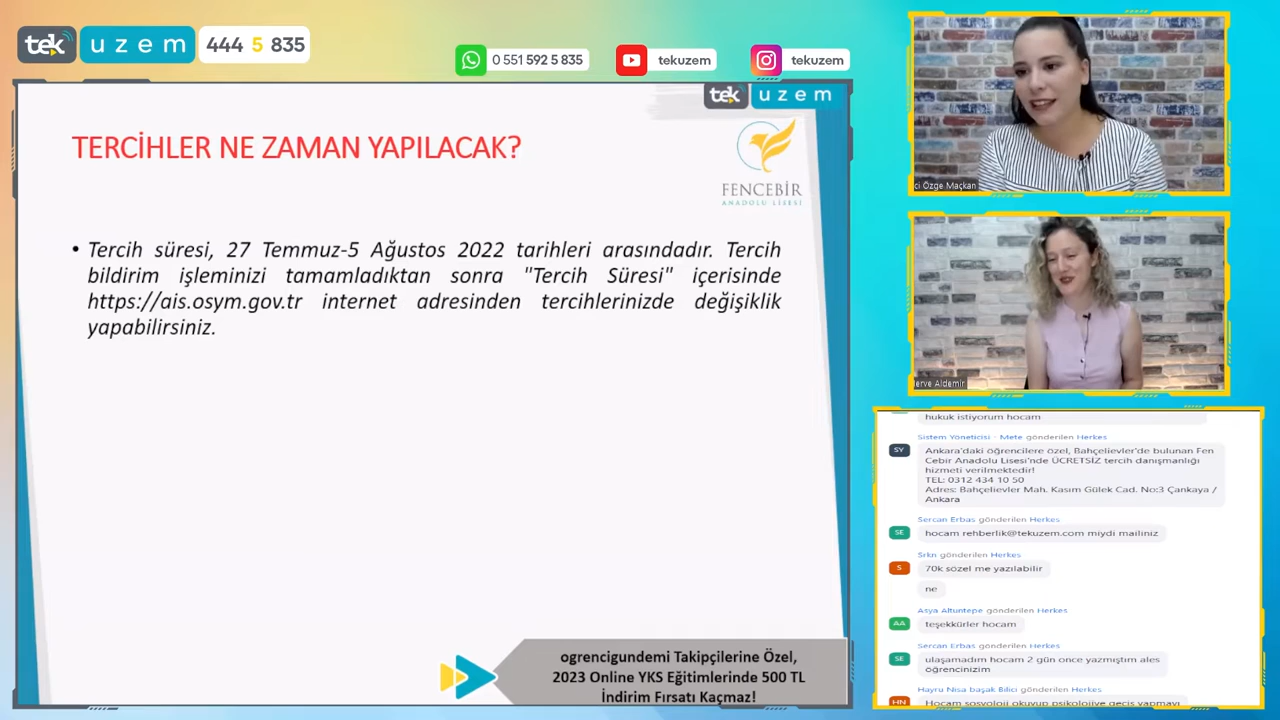 tek uzem 444 5 835
0 551 592 5 835
tekuzem
tekuzem
tek uzem
TERCİHLER NE ZAMAN YAPILACAK?
FENCEBİR
ANADOLU LİSESİ
• Tercih süresi, 27 Temmuz-5 Ağustos 2022 tarihleri arasındadır. Tercih
bildirim işleminizi tamamladıktan sonra "Tercih Süresi" içerisinde
https://ais.osym.gov.tr internet adresinden tercihlerinizde değişiklik
yapabilirsiniz.
ogrencigundemi Takipçilerine Özel,
2023 Online YKS Eğitimlerinde 500 TL
İndirim Fırsatı Kaçmaz!
ci Özge Maçkan
erve Aldemir
hukuk istiyorum hocam
Sistem Yöneticisi - Mete gönderilen Herkes
SY
Ankara'daki öğrencilere özel, Bahçelievler'de bulunan Fen
Cebir Anadolu Lisesi'nde ÜCRETSİZ tercih danışmanlığı
hizmeti verilmektedir!
TEL: 0312 434 10 50
Adres: Bahçelievler Mah. Kasım Gülek Cad. No:3 Çankaya /
Ankara
Sercan Erbas gönderilen Herkes
SE
hocam rehberlik@tekuzem.com miydi mailiniz
Srkn gönderilen Herkes
S
70k sözel me yazılabilir
ne
Asya Altuntepe gönderilen Herkes
AA
teşekkürler hocam
Sercan Erbas gönderilen Herkes
SE
ulaşamadım hocam 2 gün once yazmıştım ales
öğrencinizim
Hayru Nisa başak Bilici gönderilen Herkes
HN
Hocam sosyoloji okuyup psikolojiye geçiş yapmayı